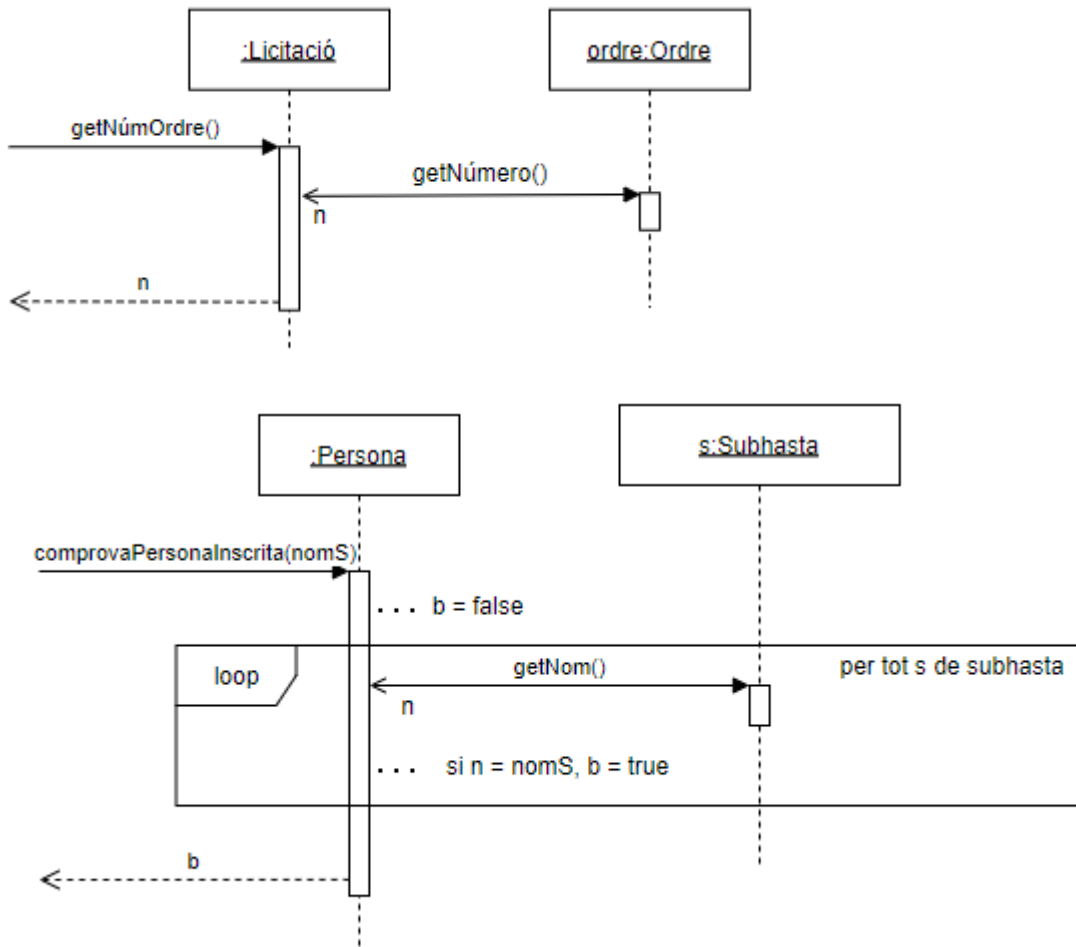 :Licitació
ordre:Ordre
getNúmOrdre()
getNúmero()
n
n
:Persona
s:Subhasta
comprovaPersonaInscrita(nomS)
... b = false
loop
getNom()
per tot s de subhasta
n
... si n = nomS, b = true
b